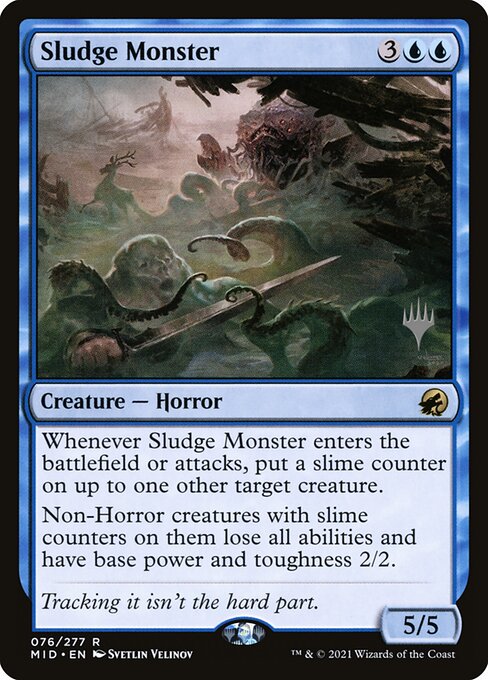 Sludge Monster 3
Creature — Horror
Whenever Sludge Monster enters the
battlefield or attacks, put a slime counter
on up to one other target creature.
Non-Horror creatures with slime
counters on them lose all abilities and
have base power and toughness 2/2.
Tracking it isn't the hard part.
5/5
076/277 R
MID • EN Svetlin Velinov
™ & © 2021 Wizards of the Coast